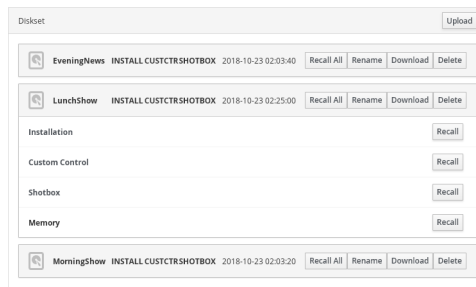 Diskset Upload
EveningNews INSTALL CUSTCTR SHOTBOX 2018-10-23 02:03:40 Recall All Rename Download Delete
LunchShow INSTALL CUSTCTR SHOTBOX 2018-10-23 02:25:00 Recall All Rename Download Delete
Installation Recall
Custom Control Recall
Shotbox Recall
Memory Recall
MorningShow INSTALL CUSTCTR SHOTBOX 2018-10-23 02:03:20 Recall All Rename Download Delete